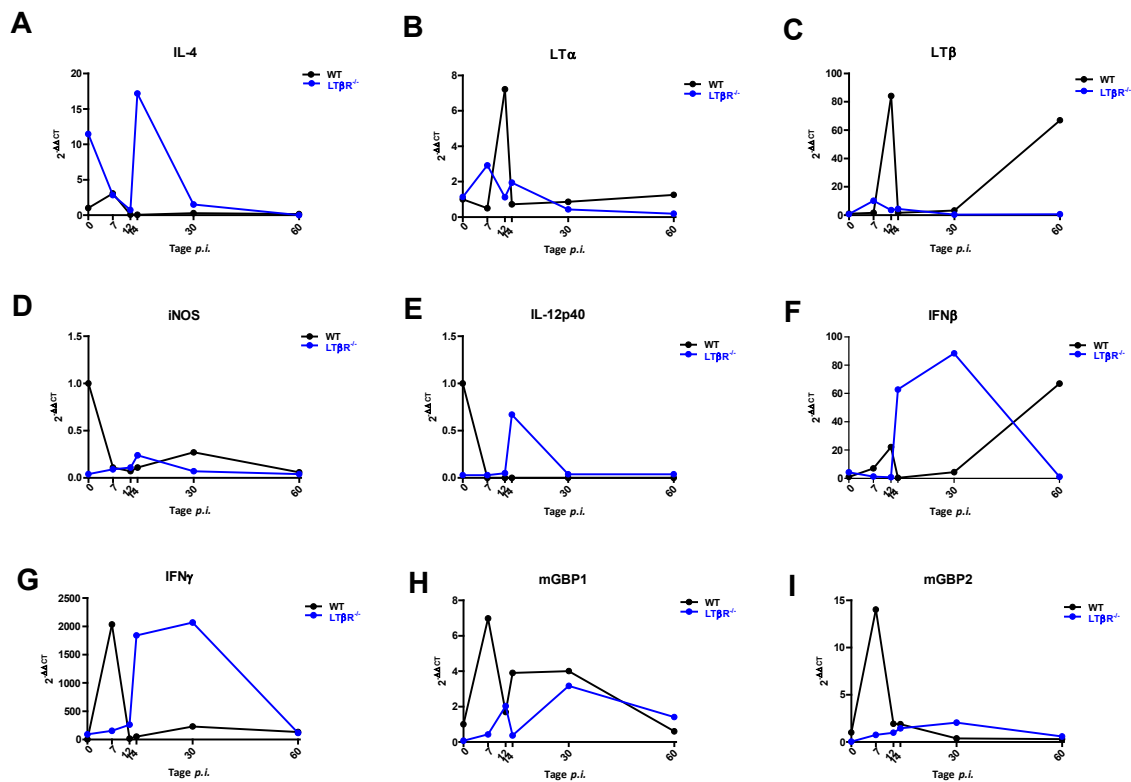 A
IL-4
20
15
10
5
0
2^-ΔΔCT
0 7 12 14 30 60
Tage p.i.
WT
LTβR-/-
B
LTα
8
6
4
2
0
2^-ΔΔCT
0 7 12 14 30 60
Tage p.i.
WT
LTβR-/-
C
LTβ
100
80
60
40
20
0
2^-ΔΔCT
0 7 12 14 30 60
Tage p.i.
WT
LTβR-/-
D
iNOS
1.5
1.0
0.5
0.0
2^-ΔΔCT
0 7 12 14 30 60
Tage p.i.
WT
LTβR-/-
E
IL-12p40
1.5
1.0
0.5
0.0
2^-ΔΔCT
0 7 12 14 30 60
Tage p.i.
WT
LTβR-/-
F
IFNβ
100
80
60
40
20
0
2^-ΔΔCT
0 7 12 14 30 60
Tage p.i.
WT
LTβR-/-
G
IFNγ
2500
2000
1500
1000
500
0
2^-ΔΔCT
0 7 12 14 30 60
Tage p.i.
WT
LTβR-/-
H
mGBP1
8
6
4
2
0
2^-ΔΔCT
0 7 12 14 30 60
Tage p.i.
WT
LTβR-/-
I
mGBP2
15
10
5
0
2^-ΔΔCT
0 7 12 14 30 60
Tage p.i.
WT
LTβR-/-